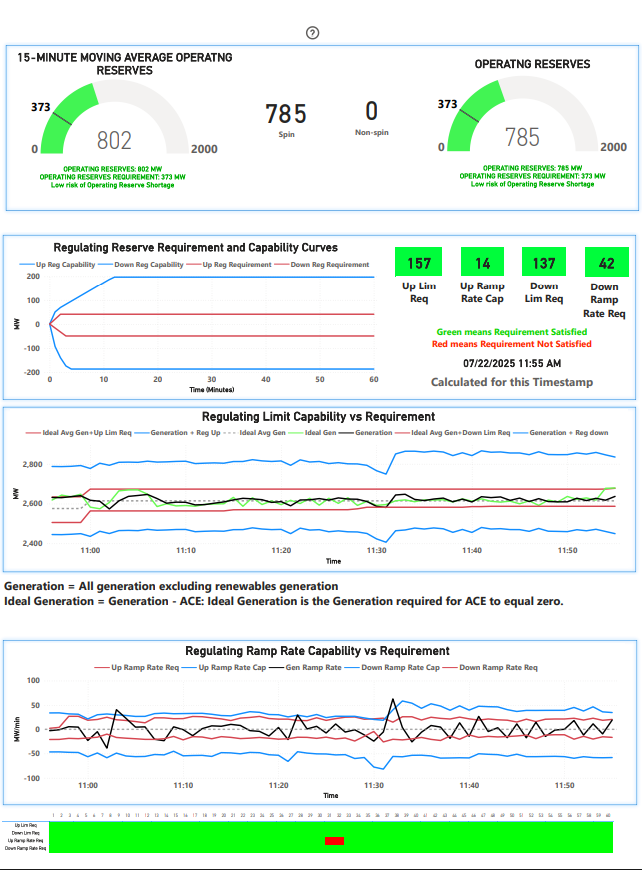 ?
15-MINUTE MOVING AVERAGE OPERATNG
RESERVES
373
802
0
2000
OPERATING RESERVES: 802 MW
OPERATING RESERVES REQUIREMENT: 373 MW
Low risk of Operating Reserve Shortage
785
Spin
0
Non-spin
OPERATNG RESERVES
373
785
0
2000
OPERATING RESERVES: 785 MW
OPERATING RESERVES REQUIREMENT: 373 MW
Low risk of Operating Reserve Shortage
Regulating Reserve Requirement and Capability Curves
Up Reg Capability Down Reg Capability Up Reg Requirement Down Reg Requirement
200
100
0
-100
-200
MW
0 10 20 30 40 50 60
Time (Minutes)
157
Up Lim
Req
14
Up Ramp
Rate Cap
137
Down
Lim Req
42
Down
Ramp
Rate Req
Green means Requirement Satisfied
Red means Requirement Not Satisfied
07/22/2025 11:55 AM
Calculated for this Timestamp
Regulating Limit Capability vs Requirement
Ideal Avg Gen+Up Lim Req Generation + Reg Up Ideal Avg Gen Ideal Gen Generation Ideal Avg Gen+Down Lim Req Generation + Reg down
2,800
2,600
2,400
MW
11:00 11:10 11:20 11:30 11:40 11:50
Time
Generation = All generation excluding renewables generation
Ideal Generation = Generation - ACE: Ideal Generation is the Generation required for ACE to equal zero.
Regulating Ramp Rate Capability vs Requirement
Up Ramp Rate Req Up Ramp Rate Cap Gen Ramp Rate Down Ramp Rate Cap Down Ramp Rate Req
100
50
0
-50
-100
MW/min
11:00 11:10 11:20 11:30 11:40 11:50
Time
1 2 3 4 5 6 7 8 9 10 11 12 13 14 15 16 17 18 19 20 21 22 23 24 25 26 27 28 29 30 31 32 33 34 35 36 37 38 39 40 41 42 43 44 45 46 47 48 49 50 51 52 53 54 55 56 57 58 59 60
Up Lim Req
Down Lim Req
Up Ramp Rate Req
Down Ramp Rate Req